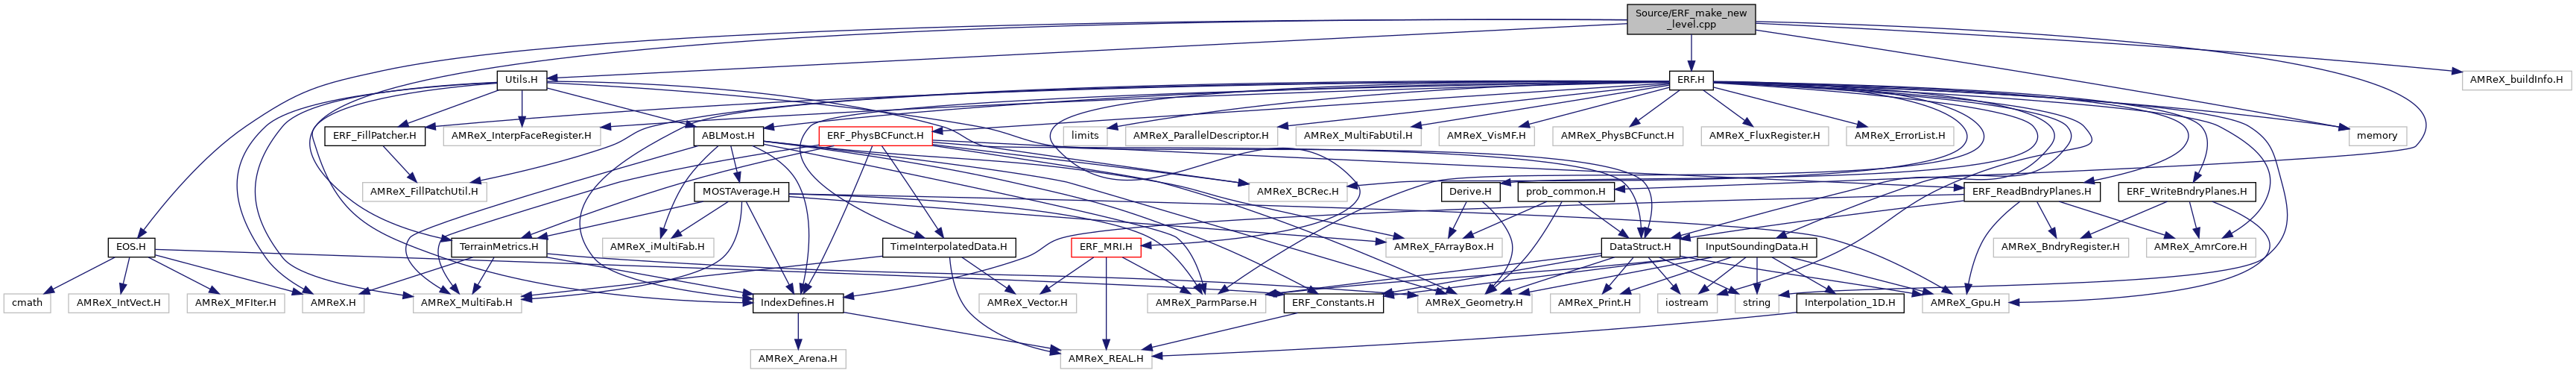 Source/ERF_make_new
_level.cpp
Utils.H
ERF.H
AMReX_buildInfo.H
ERF_FillPatcher.H
AMReX_InterpFaceRegister.H
ABLMost.H
ERF_PhysBCFunct.H
limits
AMReX_ParallelDescriptor.H
AMReX_MultiFabUtil.H
AMReX_VisMF.H
AMReX_PhysBCFunct.H
AMReX_FluxRegister.H
AMReX_ErrorList.H
memory
AMReX_FillPatchUtil.H
MOSTAverage.H
AMReX_BCRec.H
Derive.H
prob_common.H
ERF_ReadBndryPlanes.H
ERF_WriteBndryPlanes.H
EOS.H
TerrainMetrics.H
AMReX_iMultiFab.H
TimeInterpolatedData.H
ERF_MRI.H
AMReX_FArrayBox.H
DataStruct.H
InputSoundingData.H
AMReX_BndryRegister.H
AMReX_AmrCore.H
cmath
AMReX_IntVect.H
AMReX_MFIter.H
AMReX.H
AMReX_MultiFab.H
IndexDefines.H
AMReX_Vector.H
AMReX_ParmParse.H
ERF_Constants.H
AMReX_Geometry.H
AMReX_Print.H
iostream
string
Interpolation_1D.H
AMReX_Gpu.H
AMReX_Arena.H
AMReX_REAL.H